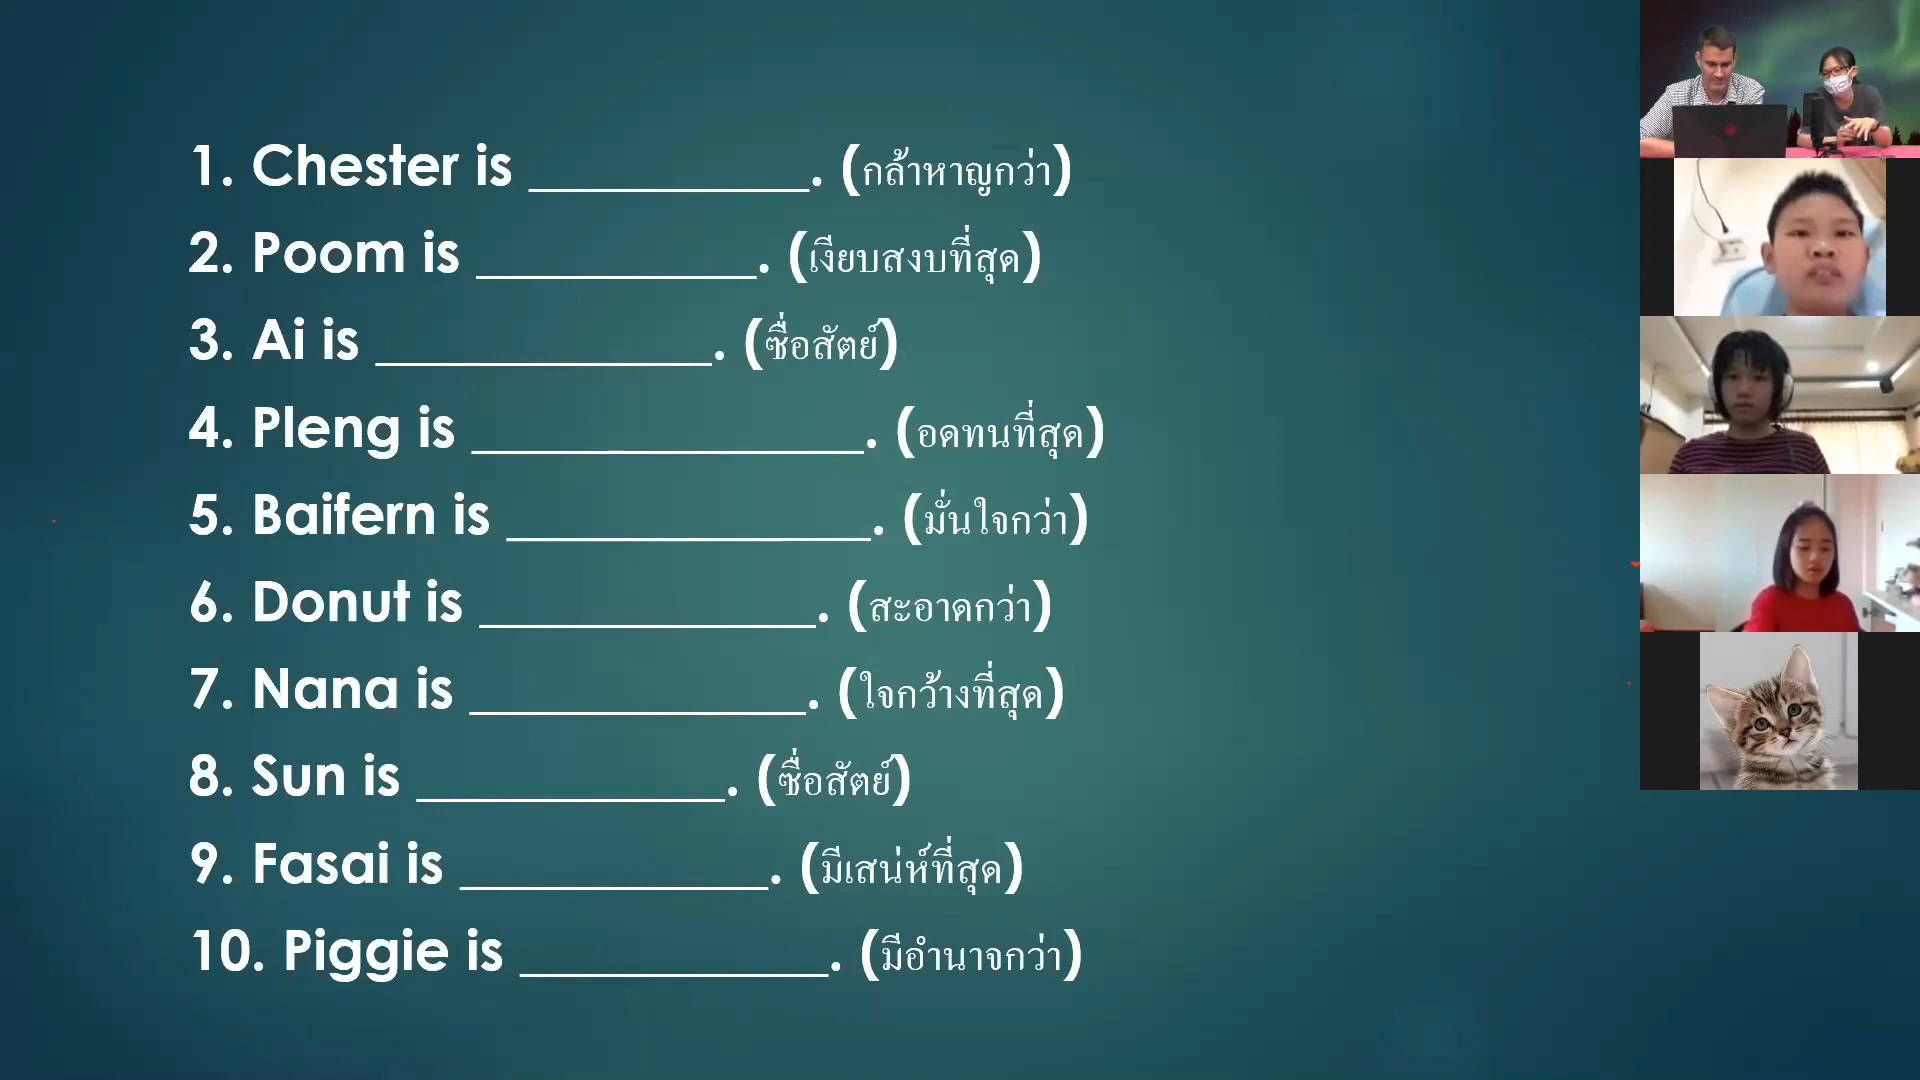 1. Chester is __________. (กล้าหาญกว่า)
2. Poom is __________. (เงียบสงบที่สุด)
3. Ai is ____________. (ซื่อสัตย์)
4. Pleng is ______________. (อดทนที่สุด)
5. Baifern is _____________. (มั่นใจกว่า)
6. Donut is ____________. (สะอาดกว่า)
7. Nana is ____________. (ใจกว้างที่สุด)
8. Sun is ___________. (ซื่อสัตย์)
9. Fasai is ___________. (มีเสน่ห์ที่สุด)
10. Piggie is ___________. (มีอำนาจกว่า)